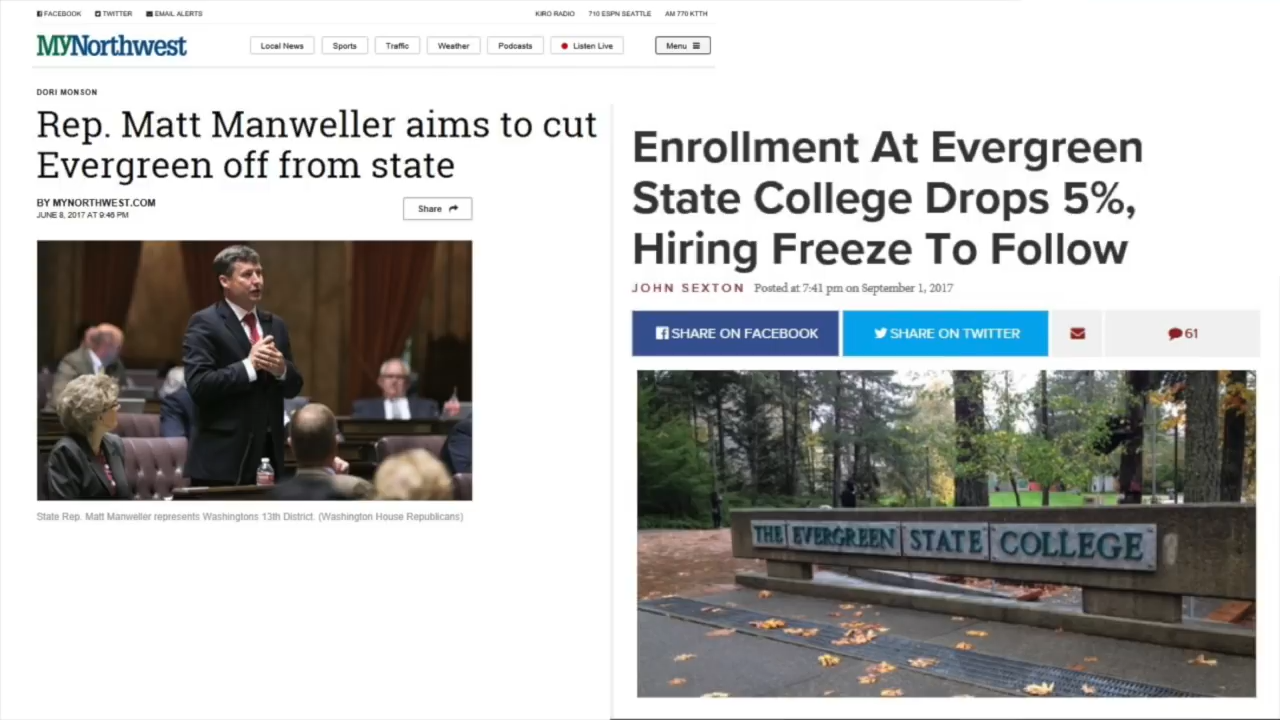 FACEBOOK TWITTER EMAIL ALERTS
KIRO RADIO 710 ESPN SEATTLE AM 770 KTTH
MYNorthwest
Local News Sports Traffic Weather Podcasts Listen Live Menu
DORI MONSON
Rep. Matt Manweller aims to cut
Evergreen off from state
BY MYNORTHWEST.COM
JUNE 8, 2017 AT 9:46 PM
Share
State Rep. Matt Manweller represents Washingtons 13th District. (Washington House Republicans)
Enrollment At Evergreen
State College Drops 5%,
Hiring Freeze To Follow
JOHN SEXTON Posted at 7:41 pm on September 1, 2017
SHARE ON FACEBOOK SHARE ON TWITTER 61
THE EVERGREEN STATE COLLEGE